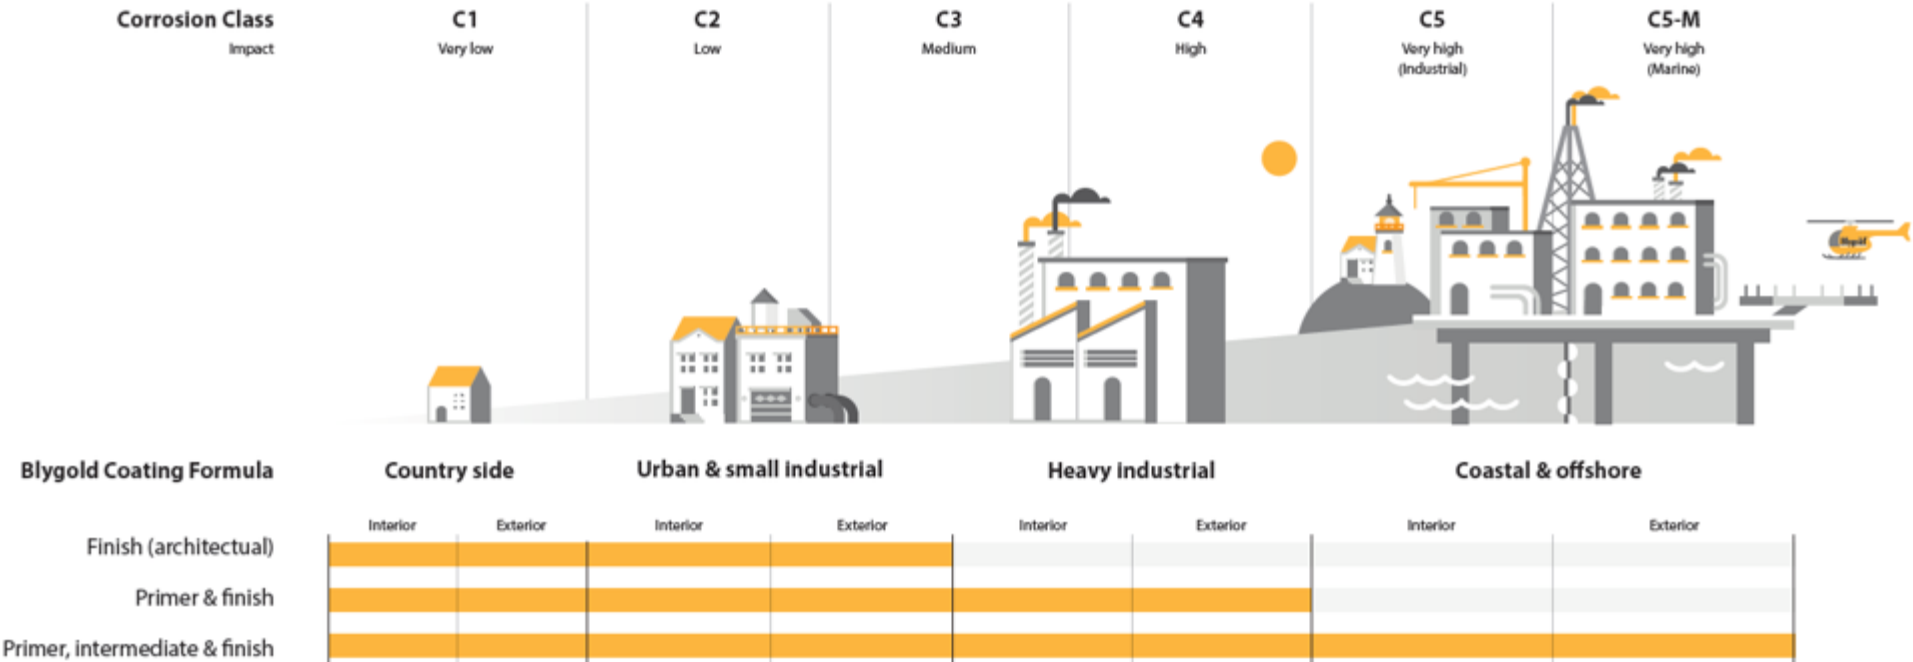 Corrosion Class C1 C2 C3 C4 C5 C5-M
Impact Very low Low Medium High Very high Very high
(Industrial) (Marine)
Blygold Coating Formula Country side Urban & small industrial Heavy industrial Coastal & offshore
Interior Exterior Interior Exterior Interior Exterior Interior Exterior
Finish (architectual)
Primer & finish
Primer, intermediate & finish